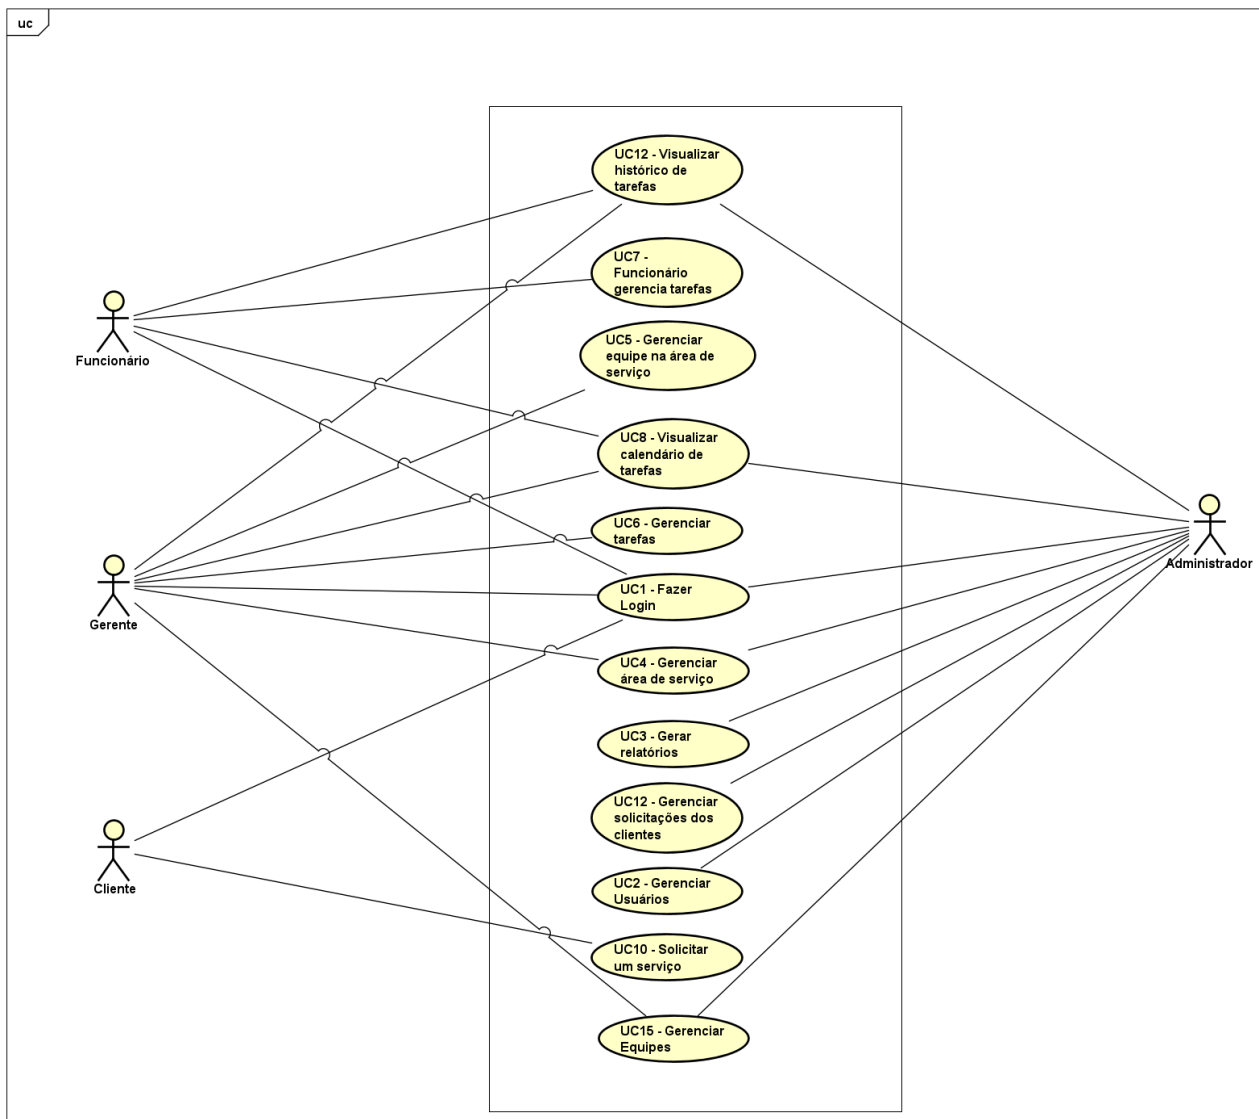 uc
UC12 - Visualizar
histórico de
tarefas
UC7 -
Funcionário
gerencia tarefas
Funcionário
UC5 - Gerenciar
equipe na área de
serviço
UC8 - Visualizar
calendário de
tarefas
UC6 - Gerenciar
tarefas
Administrador
UC1 - Fazer
Login
Gerente
UC4 - Gerenciar
área de serviço
UC3 - Gerar
relatórios
UC12 - Gerenciar
solicitações dos
clientes
Cliente
UC2 - Gerenciar
Usuários
UC10 - Solicitar
um serviço
UC15 - Gerenciar
Equipes